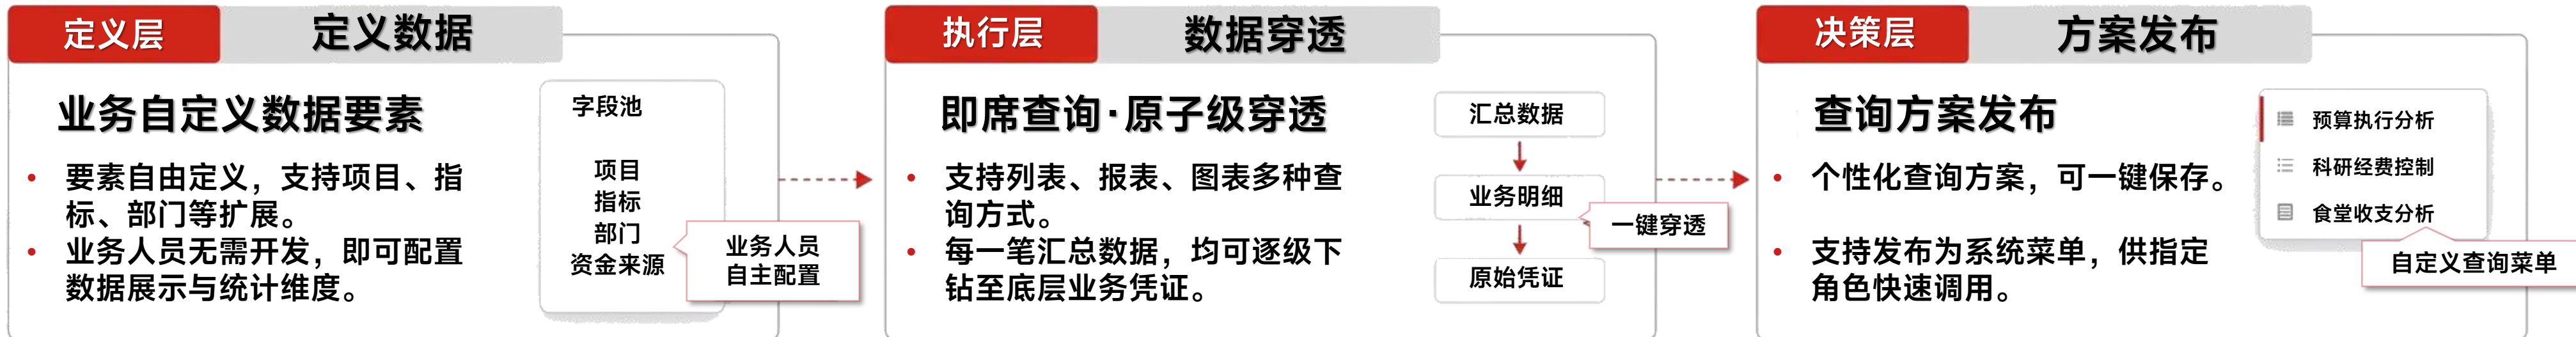 定义层
定义数据
业务自定义数据要素
要素自由定义，支持项目、指
标、部门等扩展。
业务人员无需开发，即可配置
数据展示与统计维度。
字段池
项目
指标
部门
资金来源
业务人员
自主配置
执行层
数据穿透
即席查询·原子级穿透
支持列表、报表、图表多种查
询方式。
每一笔汇总数据，均可逐级下
钻至底层业务凭证。
汇总数据
业务明细
一键穿透
原始凭证
决策层
方案发布
查询方案发布
个性化查询方案，可一键保存。
支持发布为系统菜单，供指定
角色快速调用。
预算执行分析
科研经费控制
食堂收支分析
自定义查询菜单